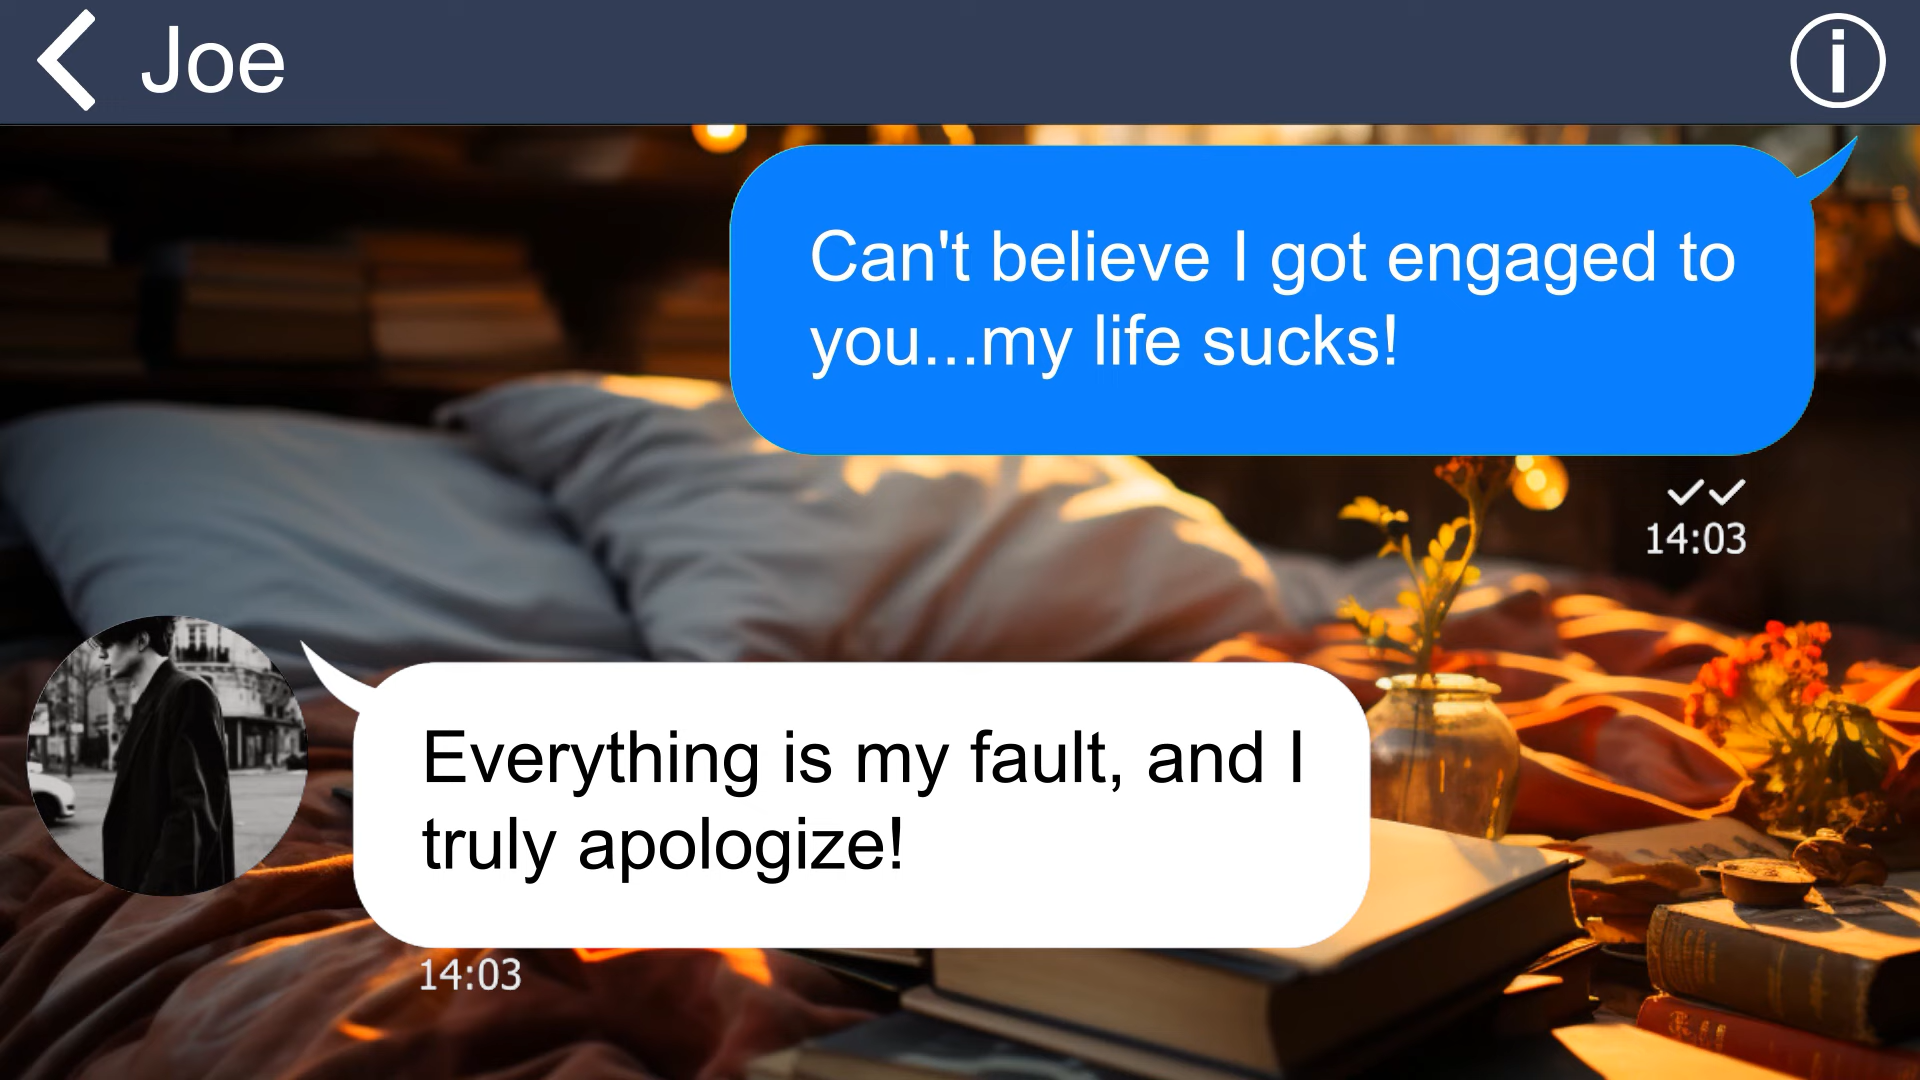 Joe
Can't believe I got engaged to
you...my life sucks!
14:03
Everything is my fault, and I
truly apologize!
14:03